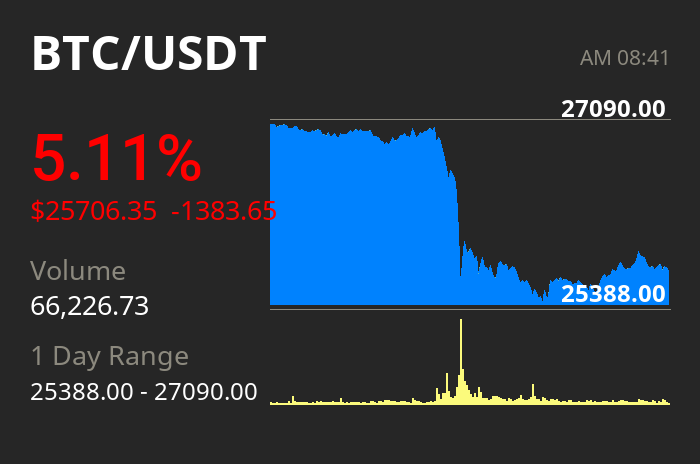 BTC/USDT
AM 08:41
27090.00
5.11%
$25706.35 -1383.65
Volume
66,226.73
25388.00
1 Day Range
25388.00 - 27090.00